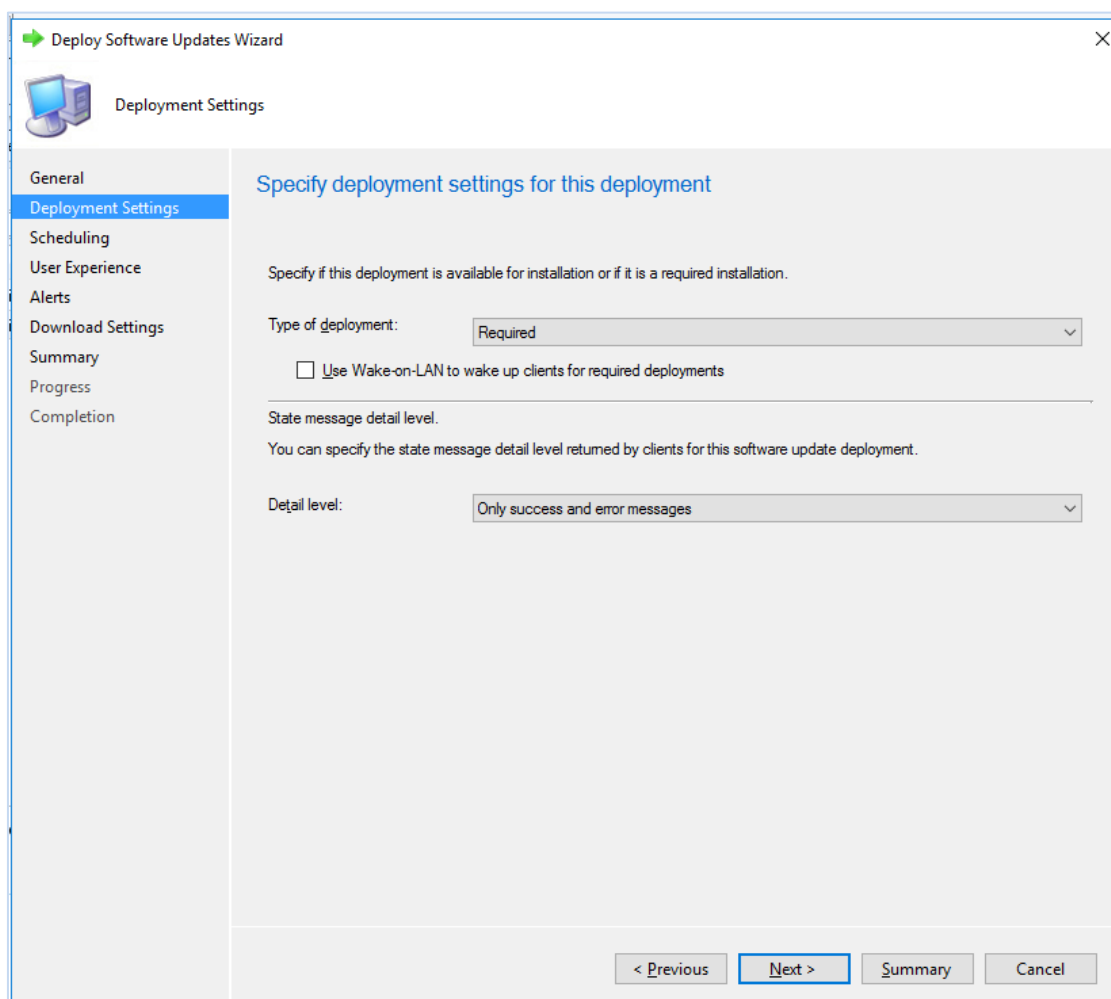 Deploy Software Updates Wizard
Deployment Settings
General
Deployment Settings
Scheduling
User Experience
Alerts
Download Settings
Summary
Progress
Completion
Specify deployment settings for this deployment
Specify if this deployment is available for installation or if it is a required installation.
Type of deployment:
Required
Use Wake-on-LAN to wake up clients for required deployments
State message detail level.
You can specify the state message detail level returned by clients for this software update deployment.
Detail level:
Only success and error messages
< Previous
Next >
Summary
Cancel